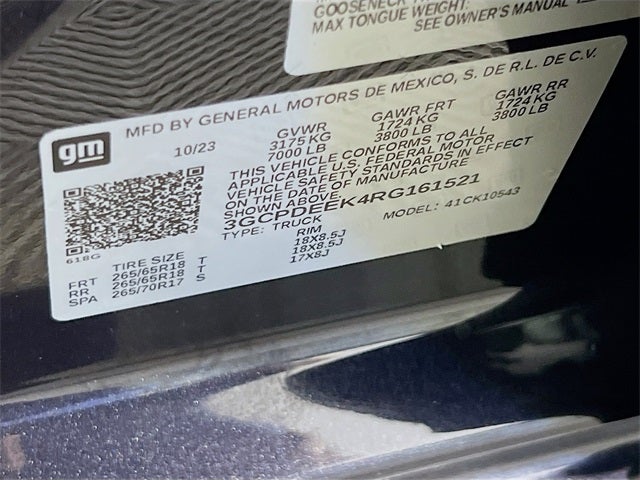 GOOSENECK
MAX TONGUE WEIGHT:
SEE OWNER'S MANUAL
gm
MFD BY GENERAL MOTORS DE MEXICO, S. DE R.L. DE C.V.
10/23 GVWR GAWR FRT GAWR RR
3175 KG 1724 KG 1724 KG
7000 LB 3800 LB 3800 LB
THIS VEHICLE CONFORMS TO ALL
APPLICABLE U.S. FEDERAL MOTOR
VEHICLE SAFETY STANDARDS IN EFFECT
ON THE DATE OF MANUFACTURE
SHOWN ABOVE.
3GCPDEEK4RG161521
618G
TYPE: TRUCK MODEL: 41CK10543
TIRE SIZE RIM
FRT 265/65R18 T 18X8.5J
RR 265/65R18 T 18X8.5J
SPA 265/70R17 S 17X8J